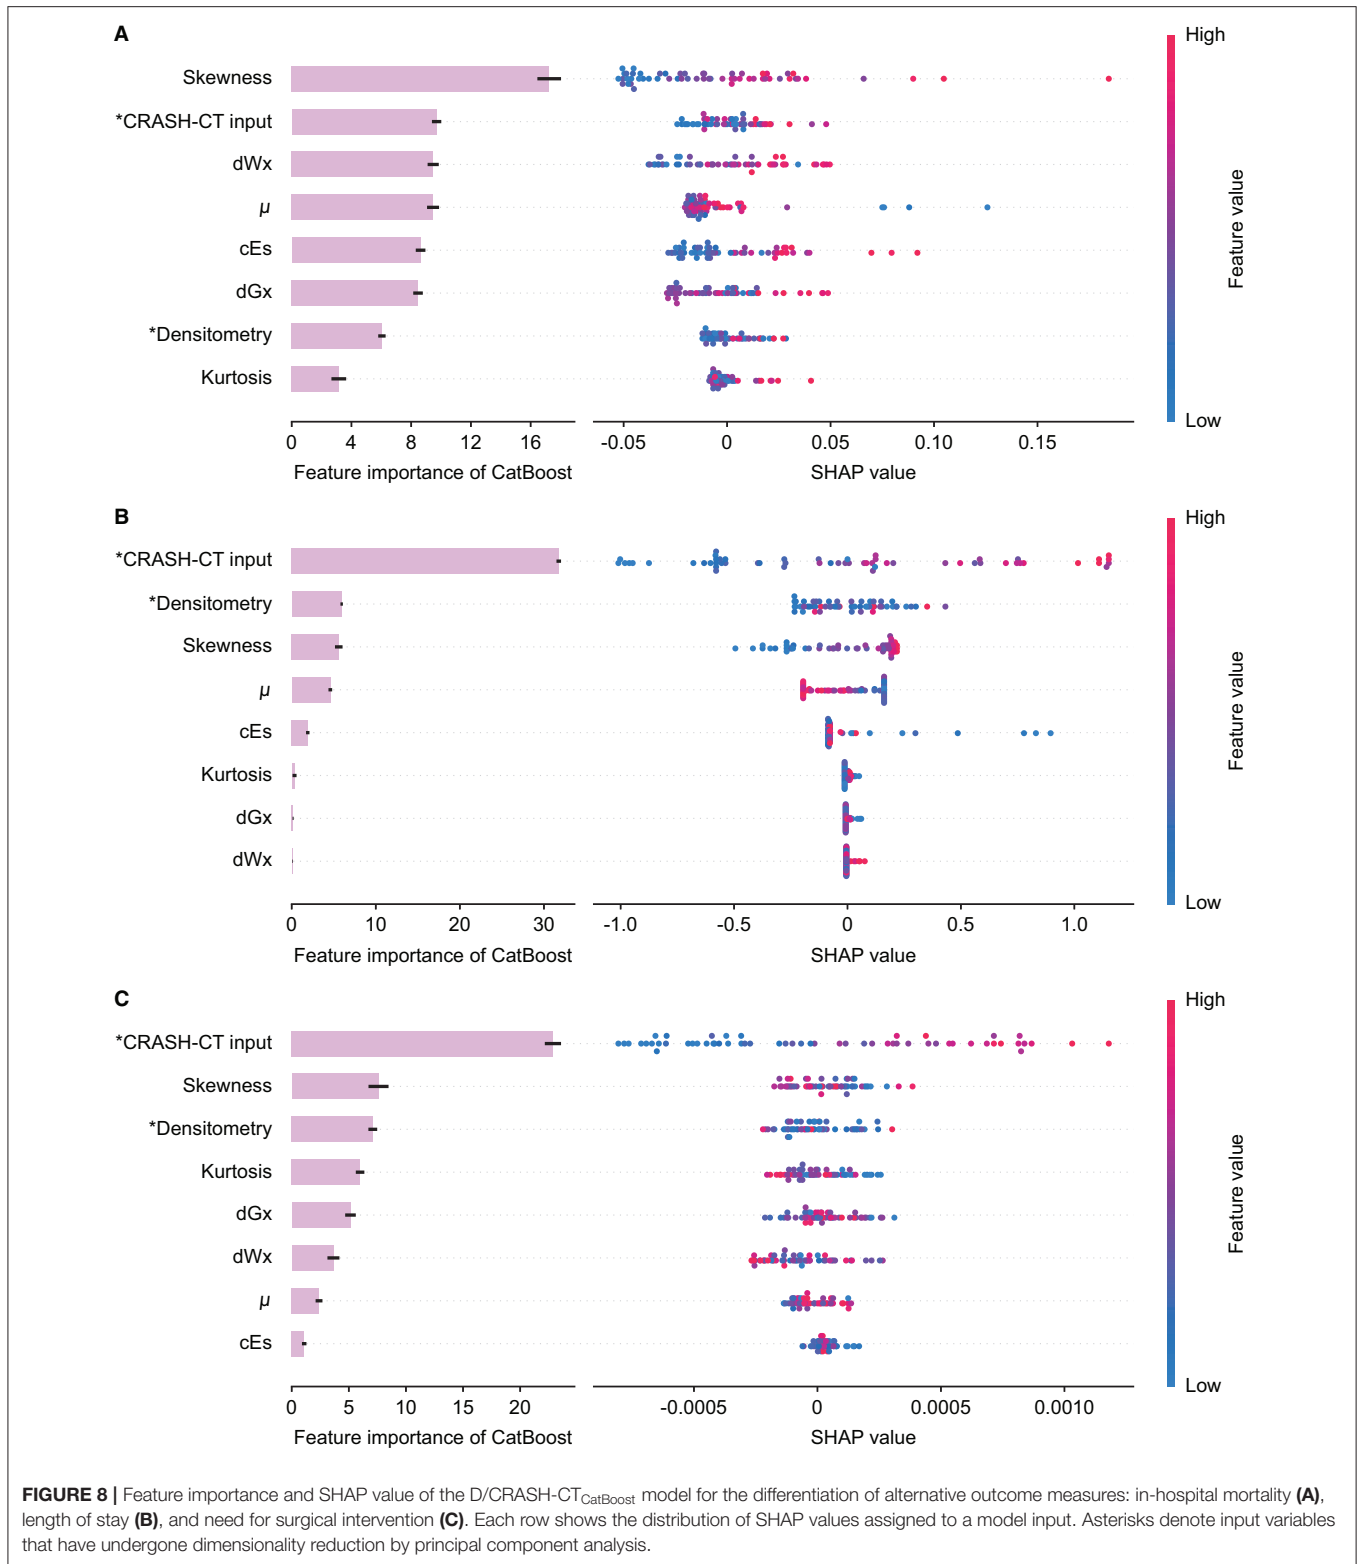 A
High
Skewness
*CRASH-CT input
dWx
µ
cEs
dGx
*Densitometry
Kurtosis
Feature value
Low
0 4 8 12 16
-0.05 0 0.05 0.10 0.15
Feature importance of CatBoost
SHAP value
B
High
*CRASH-CT input
*Densitometry
Skewness
µ
cEs
Kurtosis
dGx
dWx
Feature value
Low
0 10 20 30
-1.0 -0.5 0 0.5 1.0
Feature importance of CatBoost
SHAP value
C
High
*CRASH-CT input
Skewness
*Densitometry
Kurtosis
dGx
dWx
µ
cEs
Feature value
Low
0 5 10 15 20
-0.0005 0 0.0005 0.0010
Feature importance of CatBoost
SHAP value
FIGURE 8 | Feature importance and SHAP value of the D/CRASH-CTCatBoost model for the differentiation of alternative outcome measures: in-hospital mortality (A),
length of stay (B), and need for surgical intervention (C). Each row shows the distribution of SHAP values assigned to a model input. Asterisks denote input variables
that have undergone dimensionality reduction by principal component analysis.